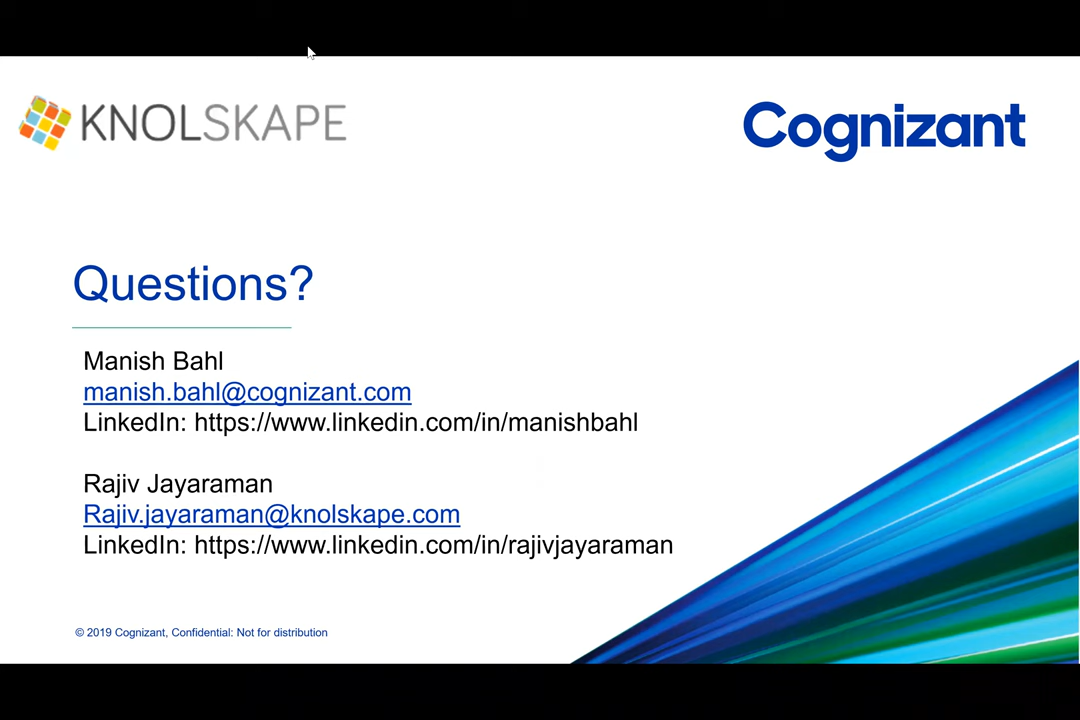 KNOLSKAPE
Cognizant
Questions?
Manish Bahl
manish.bahl@cognizant.com
LinkedIn: https://www.linkedin.com/in/manishbahl
Rajiv Jayaraman
Rajiv.jayaraman@knolskape.com
LinkedIn: https://www.linkedin.com/in/rajivjayaraman
© 2019 Cognizant, Confidential: Not for distribution